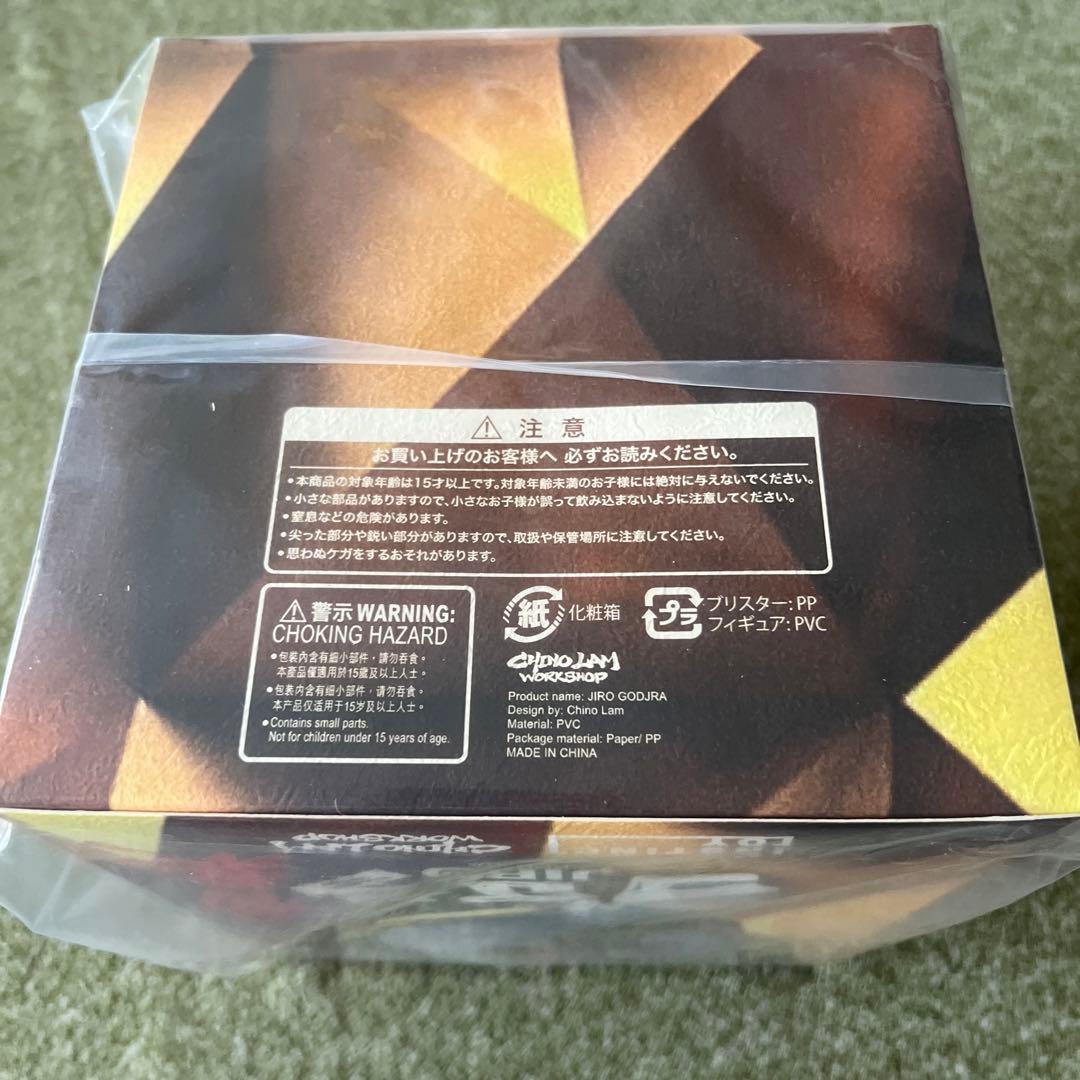 ⚠ 注意
お買い上げのお客様へ 必ずお読みください。
•本商品の対象年齢は15才以上です。対象年齢未満のお子様には絶対に与えないでください。
•小さな部品がありますので、小さなお子様が誤って飲み込まないように注意してください。
•窒息などの危険があります。
•尖った部分や鋭い部分がありますので、取扱や保管場所に注意してください。
•思わぬケガをするおそれがあります。
⚠ 警示 WARNING:
CHOKING HAZARD
•包裝內含有細小部件，請勿吞食。
本產品僅適用於15歲及以上人士。
•包装内含有细小部件，请勿吞食。
本产品仅适用于15岁及以上人士。
•Contains small parts.
Not for children under 15 years of age.
紙 化粧箱
プラ ブリスター：PP
フィギュア：PVC
CHINO LAM
WORKSHOP
Product name: JIRO GODJRA
Design by: Chino Lam
Material: PVC
Package material: Paper/ PP
MADE IN CHINA
CHINO LAM
WORKSHOP